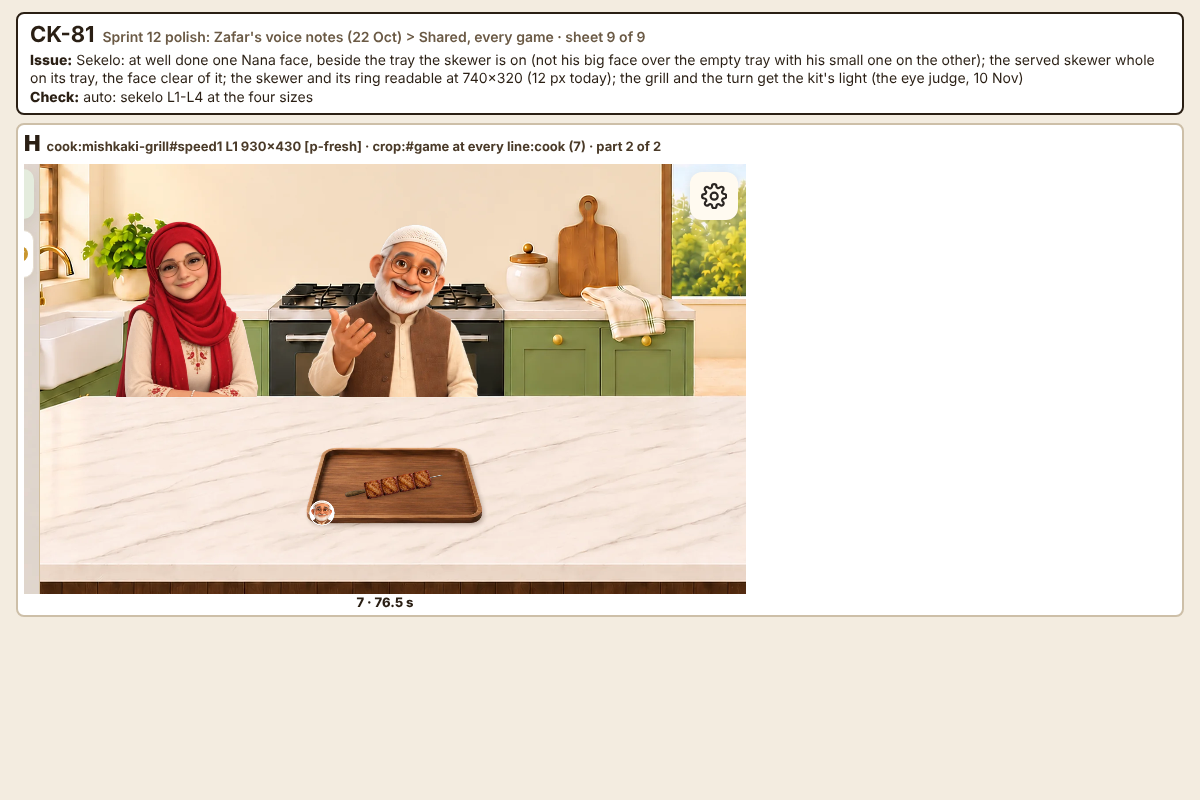 CK-81 Sprint 12 polish: Zafar's voice notes (22 Oct) > Shared, every game · sheet 9 of 9
Issue: Sekelo: at well done one Nana face, beside the tray the skewer is on (not his big face over the empty tray with his small one on the other); the served skewer whole
on its tray, the face clear of it; the skewer and its ring readable at 740×320 (12 px today); the grill and the turn get the kit's light (the eye judge, 10 Nov)
Check: auto: sekelo L1-L4 at the four sizes
H cook:mishkaki-grill#speed1 L1 930×430 [p-fresh] · crop:#game at every line:cook (7) · part 2 of 2
7 · 76.5 s